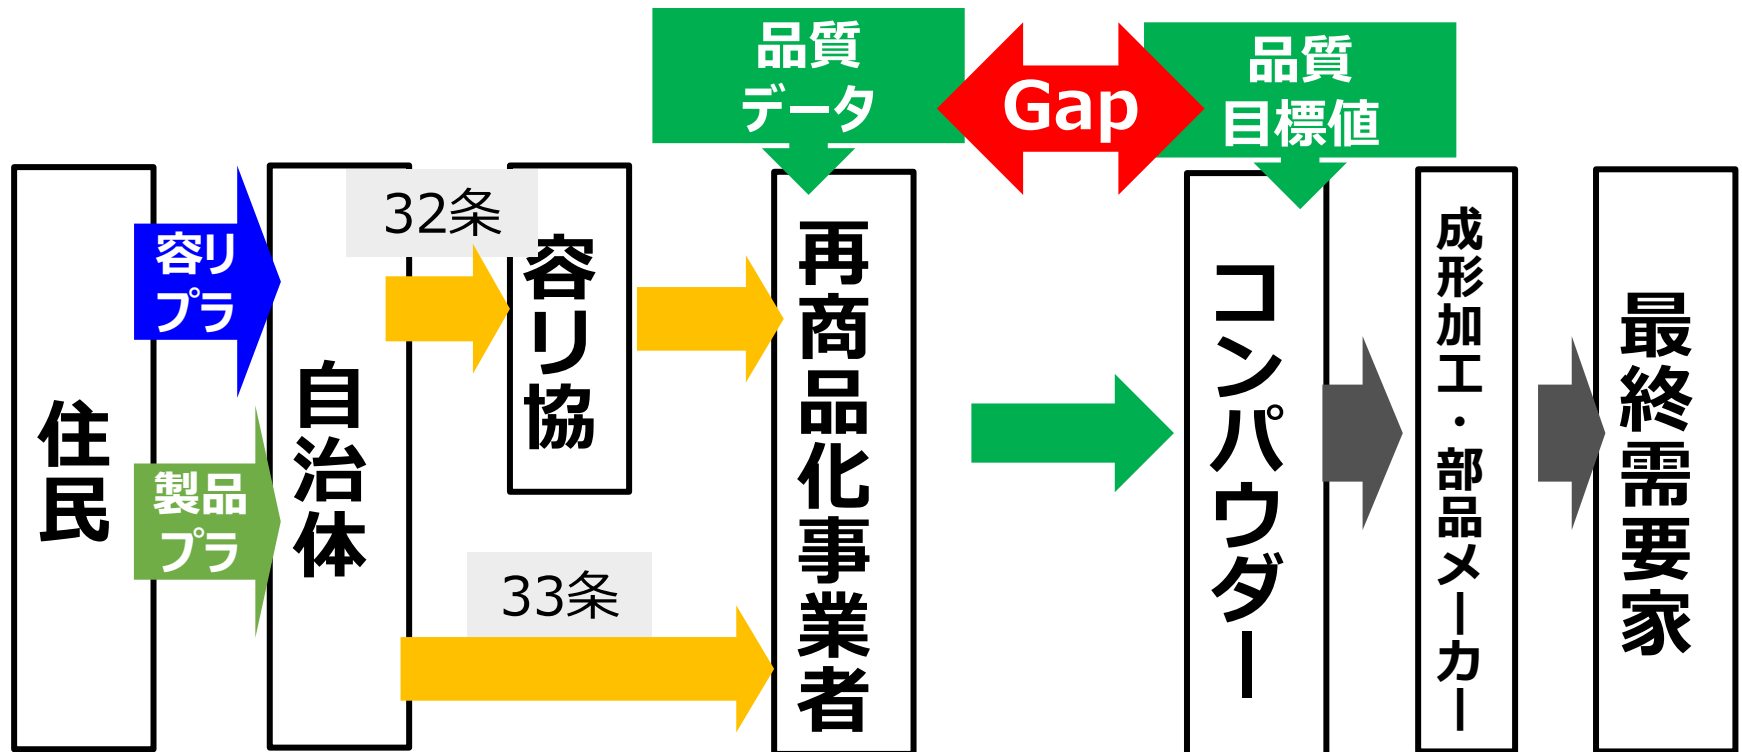 品質
データ
Gap
品質
目標値
住民
容リ
プラ
製品
プラ
自治体
32条
容リ協
33条
再商品化事業者
コンパウダー
成形加工・部品メーカー
最終需要家